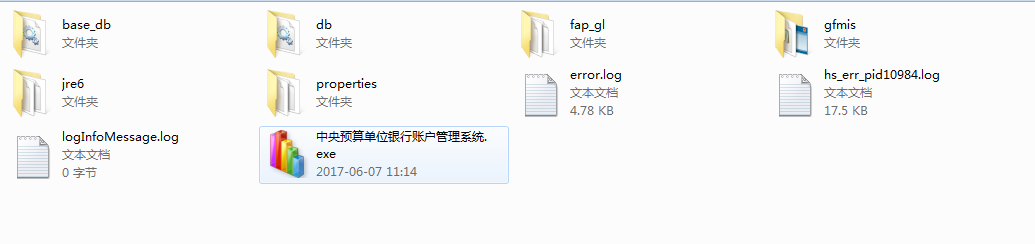 base_db
文件夹
db
文件夹
fap_gl
文件夹
gfmis
文件夹
jre6
文件夹
properties
文件夹
error.log
文本文档
4.78 KB
hs_err_pid10984.log
文本文档
17.5 KB
logInfoMessage.log
文本文档
0 字节
中央预算单位银行账户管理系统.
exe
2017-06-07 11:14